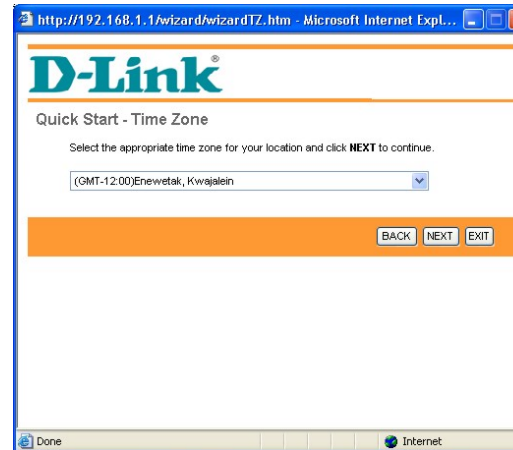 http://192.168.1.1/wizard/wizardTZ.htm - Microsoft Internet Expl...
D-Link®
Quick Start - Time Zone
Select the appropriate time zone for your location and click NEXT to continue.
(GMT-12:00)Enewetak, Kwajalein
BACK NEXT EXIT
Done Internet